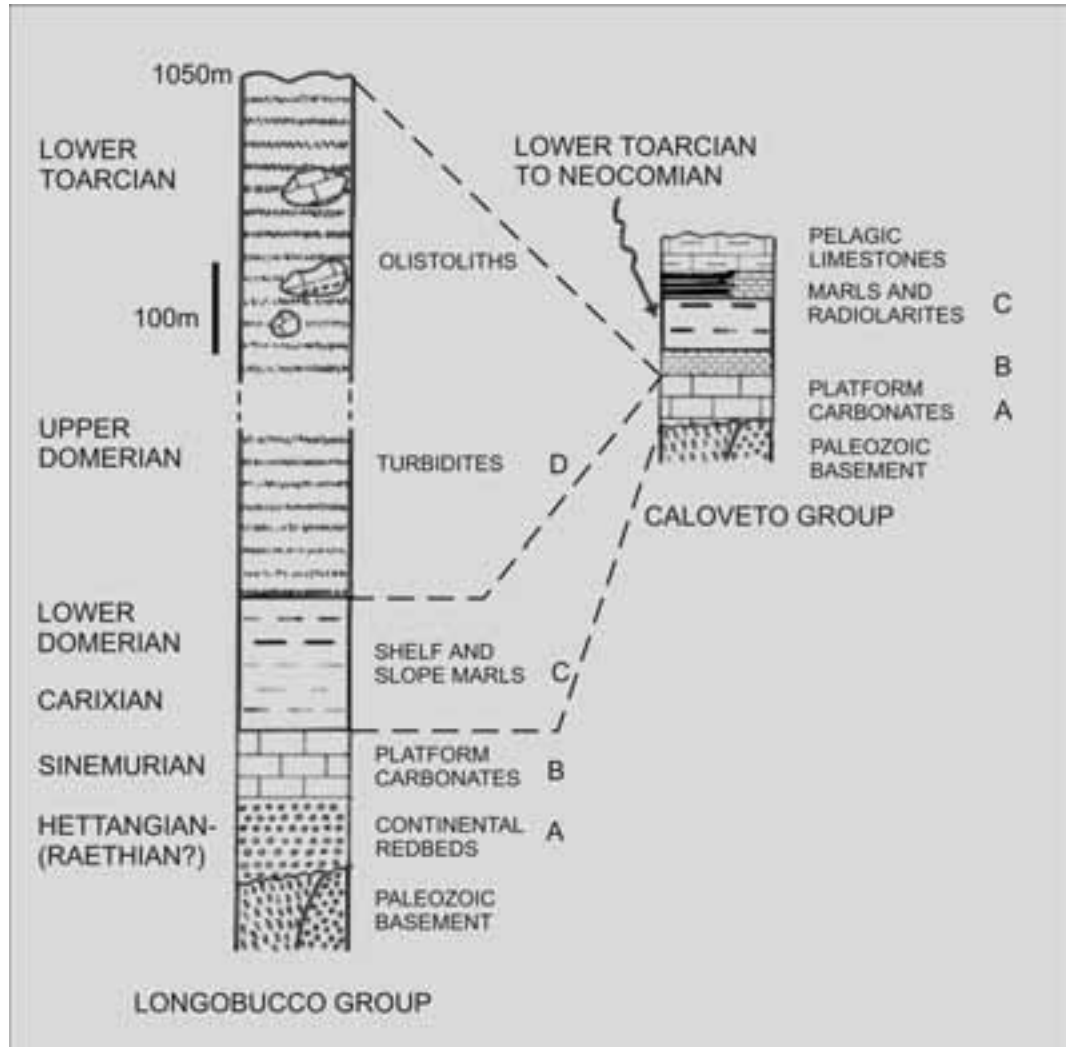 1050m
LOWER
TOARCIAN
100m
UPPER
DOMERIAN
LOWER
DOMERIAN
CARIXIAN
SINEMURIAN
HETTANGIAN-
(RAETHIAN?)
OLISTOLITHS
TURBIDITES D
SHELF AND
SLOPE MARLS C
PLATFORM
CARBONATES B
CONTINENTAL A
REDBEDS
PALEOZOIC
BASEMENT
LONGOBUCCO GROUP
LOWER TOARCIAN
TO NEOCOMIAN
PELAGIC
LIMESTONES
MARLS AND
RADIOLARITES C
B
PLATFORM
CARBONATES A
PALEOZOIC
BASEMENT
CALOVETO GROUP